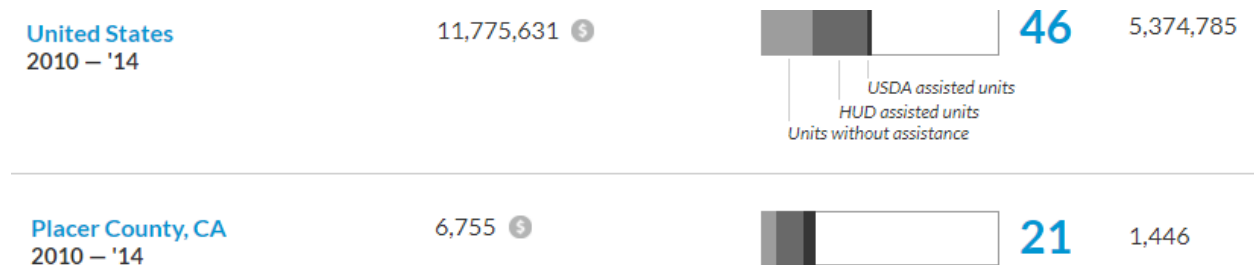 United States 11,775,631 $ 46 5,374,785
2010 – '14
USDA assisted units
HUD assisted units
Units without assistance
Placer County, CA 6,755 $ 21 1,446
2010 – '14